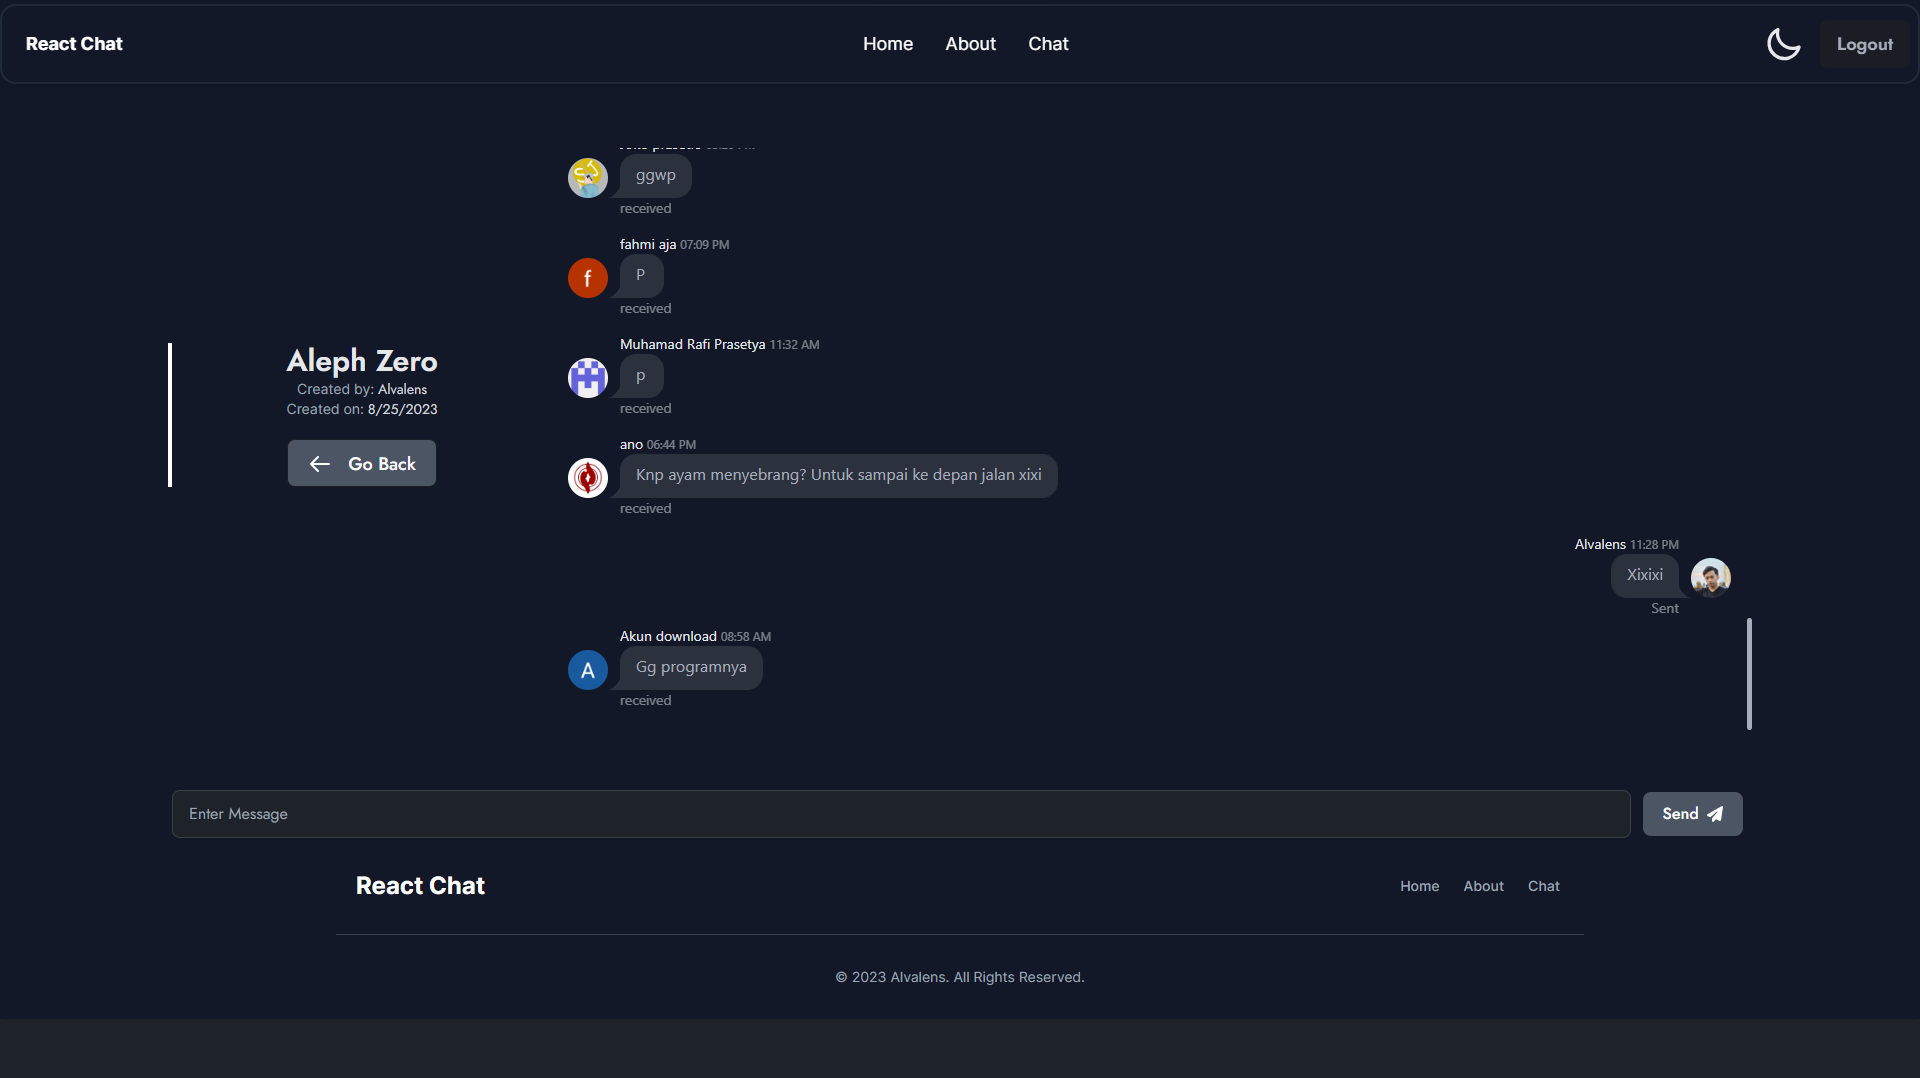 React Chat
Home About Chat
Logout
ggwp
received
fahmi aja 07:09 PM
f
P
received
Muhamad Rafi Prasetya 11:32 AM
p
received
Aleph Zero
Created by: Alvalens
Created on: 8/25/2023
Go Back
ano 06:44 PM
Knp ayam menyebrang? Untuk sampai ke depan jalan xixi
received
Alvalens 11:28 PM
Xixixi
Sent
Akun download 08:58 AM
A
Gg programnya
received
Enter Message
Send
React Chat
Home About Chat
© 2023 Alvalens. All Rights Reserved.